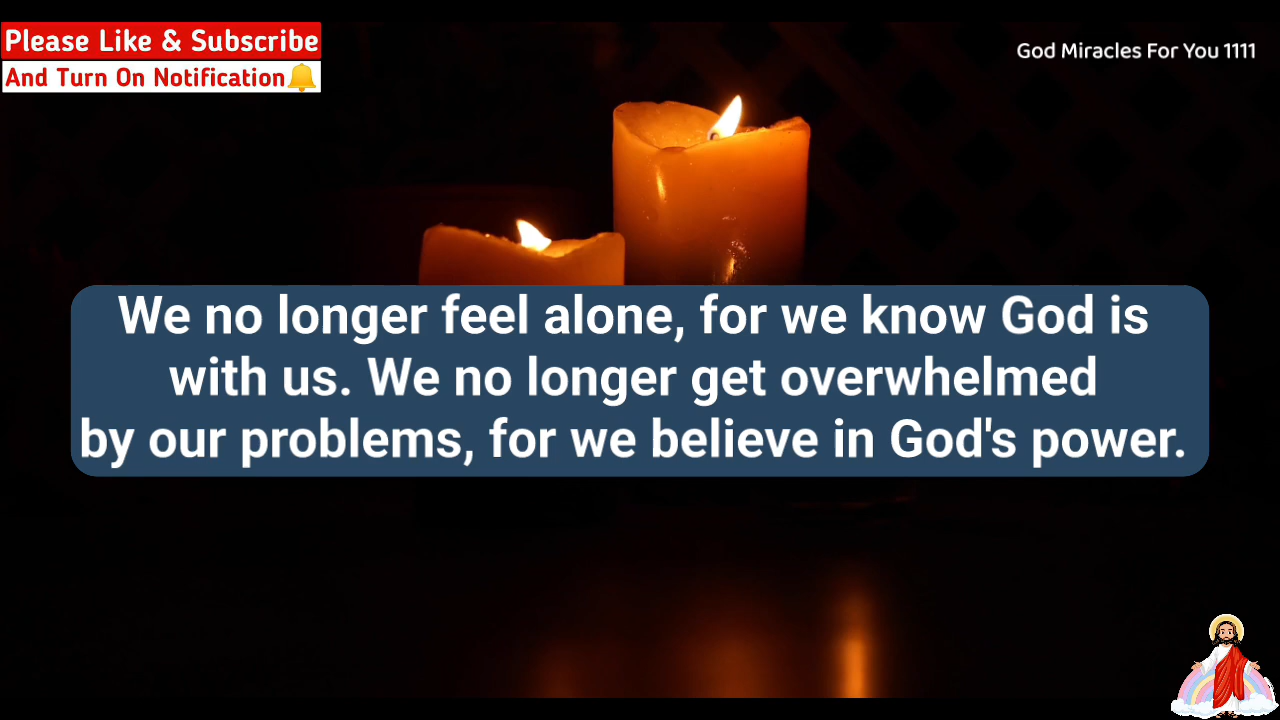 Please Like & Subscribe
And Turn On Notification🔔
God Miracles For You 1111
We no longer feel alone, for we know God is
with us. We no longer get overwhelmed
by our problems, for we believe in God's power.